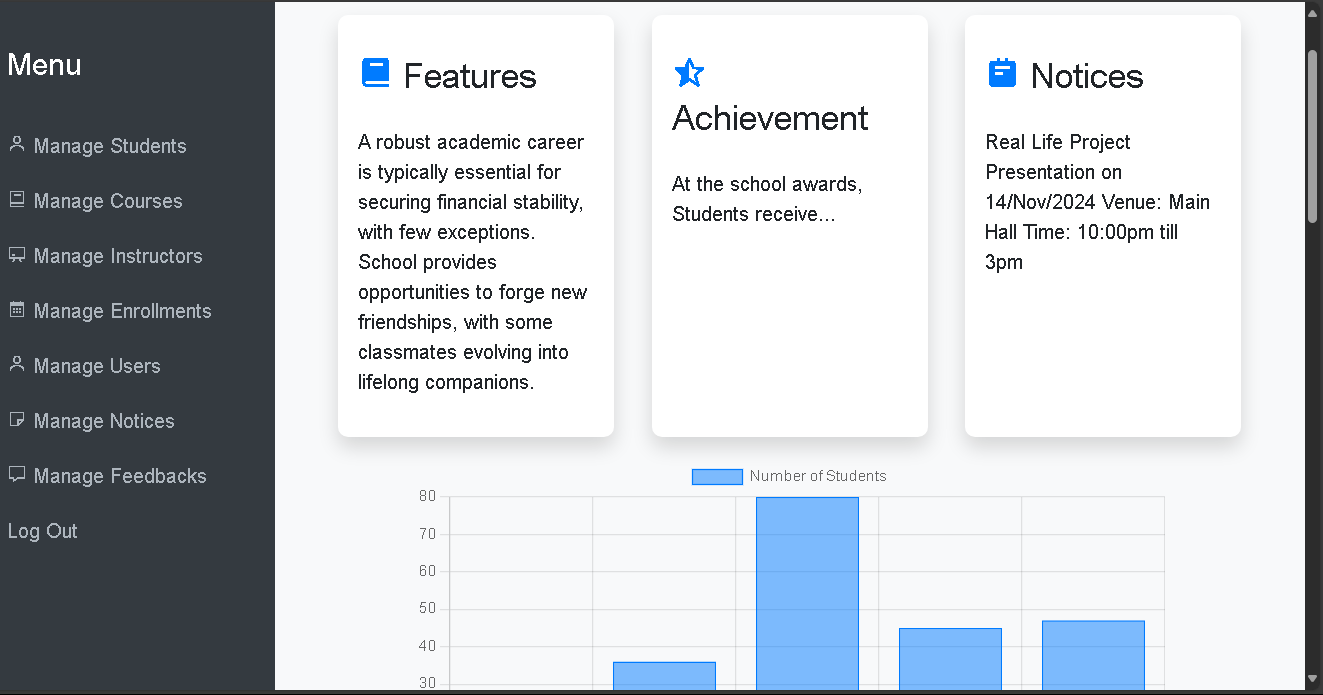 Menu
Manage Students
Manage Courses
Manage Instructors
Manage Enrollments
Manage Users
Manage Notices
Manage Feedbacks
Log Out
Features
A robust academic career
is typically essential for
securing financial stability,
with few exceptions.
School provides
opportunities to forge new
friendships, with some
classmates evolving into
lifelong companions.
Achievement
At the school awards,
Students receive...
Notices
Real Life Project
Presentation on
14/Nov/2024 Venue: Main
Hall Time: 10:00pm till
3pm
Number of Students
80
70
60
50
40
30